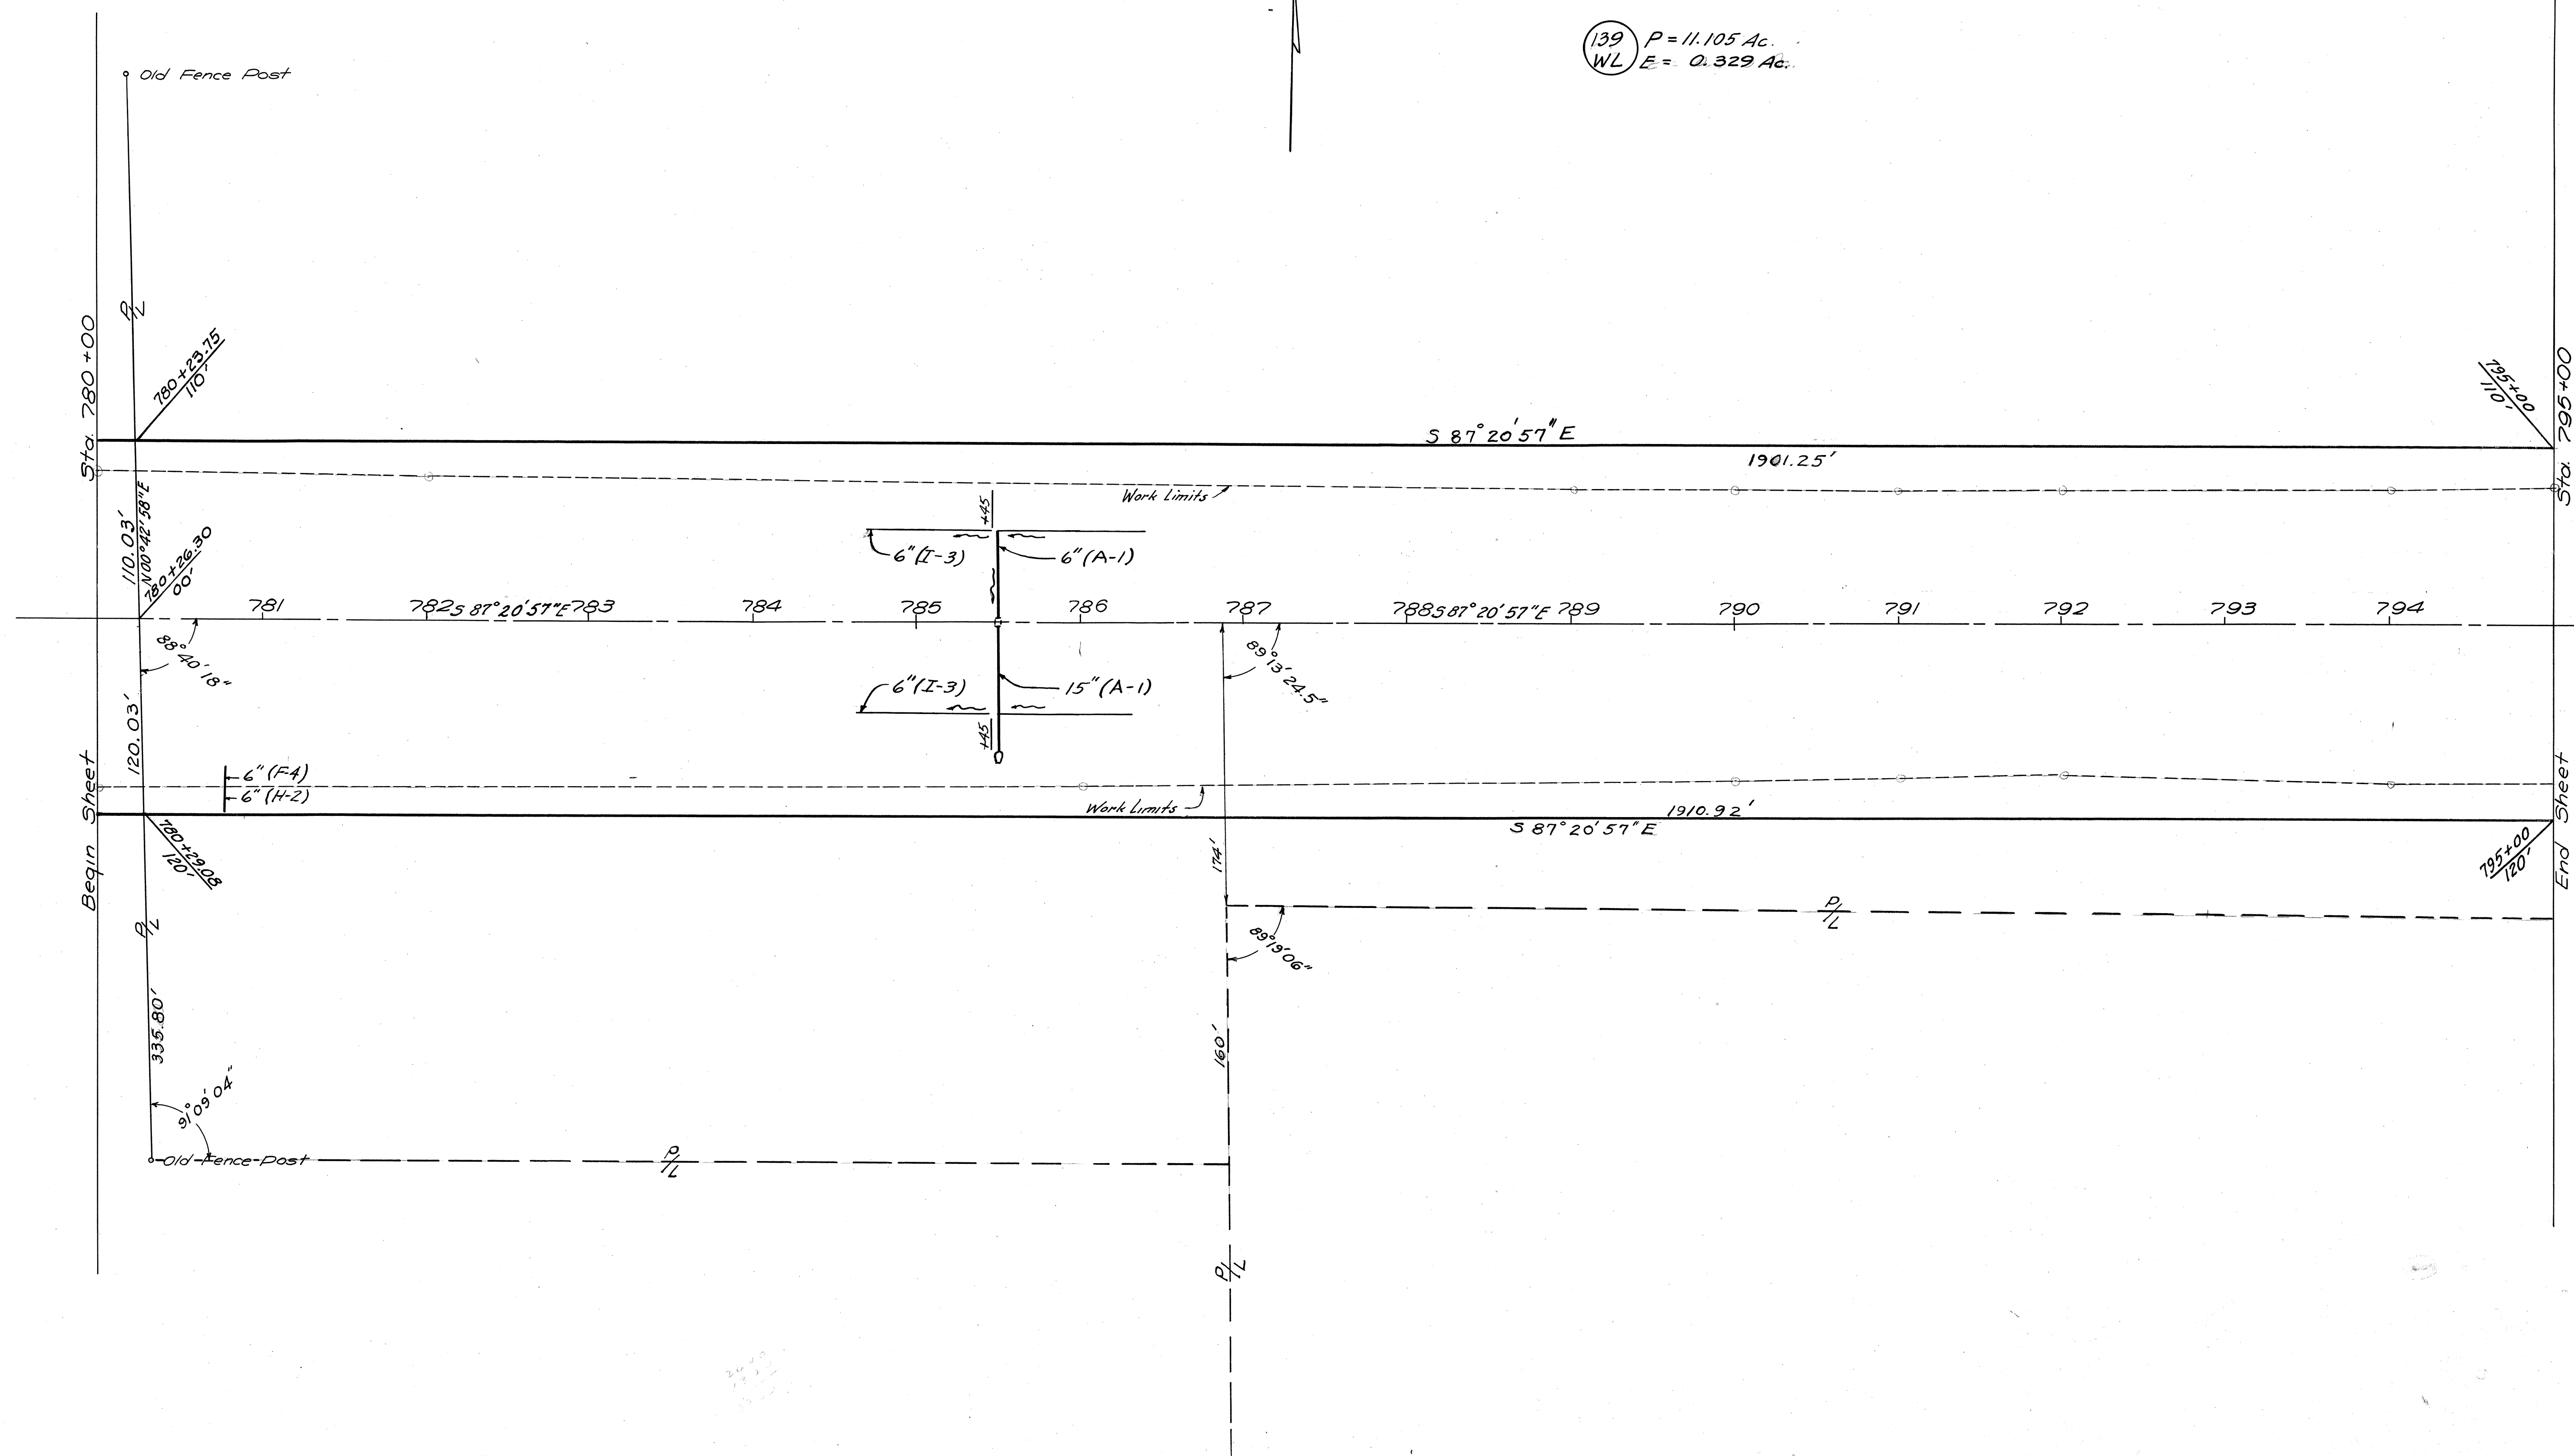 139 P = 11.105 Ac.
WL E = 0.329 Ac.
Old Fence Post
P/L
Sta. 780+00
780+23.75
110'
795+00
110'
Sta. 795+00
S 87° 20' 57" E
1901.25'
Work Limits
+45
110.03'
N 00° 42' 58" E
780+26.30
00'
6" (I-3)
6" (A-1)
781
782
S 87° 20' 57" E
783
784
785
786
787
788
S 87° 20' 57" E
789
790
791
792
793
794
88° 40' 18"
89° 13' 24.5"
6" (I-3)
15" (A-1)
+45
120.03'
6" (F-4)
6" (H-2)
Work Limits
1910.92'
S 87° 20' 57" E
Begin Sheet
End Sheet
780+29.08
120'
795+00
120'
174'
P/L
P/L
89° 19' 06"
335.80'
160'
91° 09' 04"
Old Fence Post
P/L
P/L